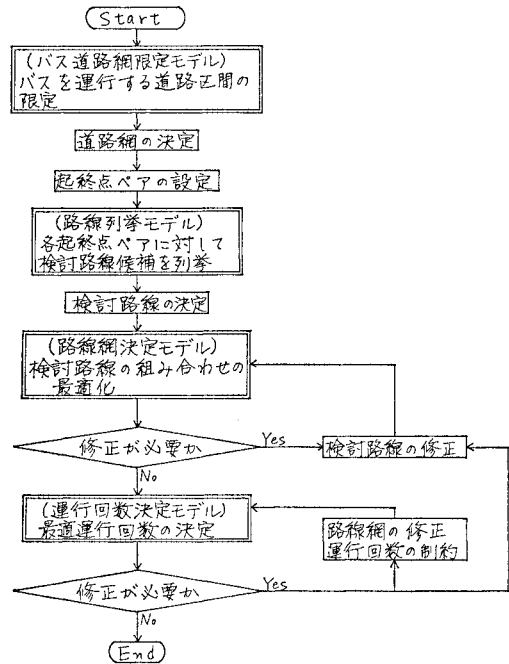 Start
(バス道路網限定モデル)
バスを運行する道路区間の
限定
道路網の決定
起終点ペアの設定
(路線列挙モデル)
各起終点ペアに対して
検討路線候補を列挙
検討路線の決定
(路線網決定モデル)
検討路線の組み合わせの
最適化
修正が必要か
Yes
検討路線の修正
No
(運行回数決定モデル)
最適運行回数の決定
路線網の修正
運行回数の制約
修正が必要か
Yes
No
End